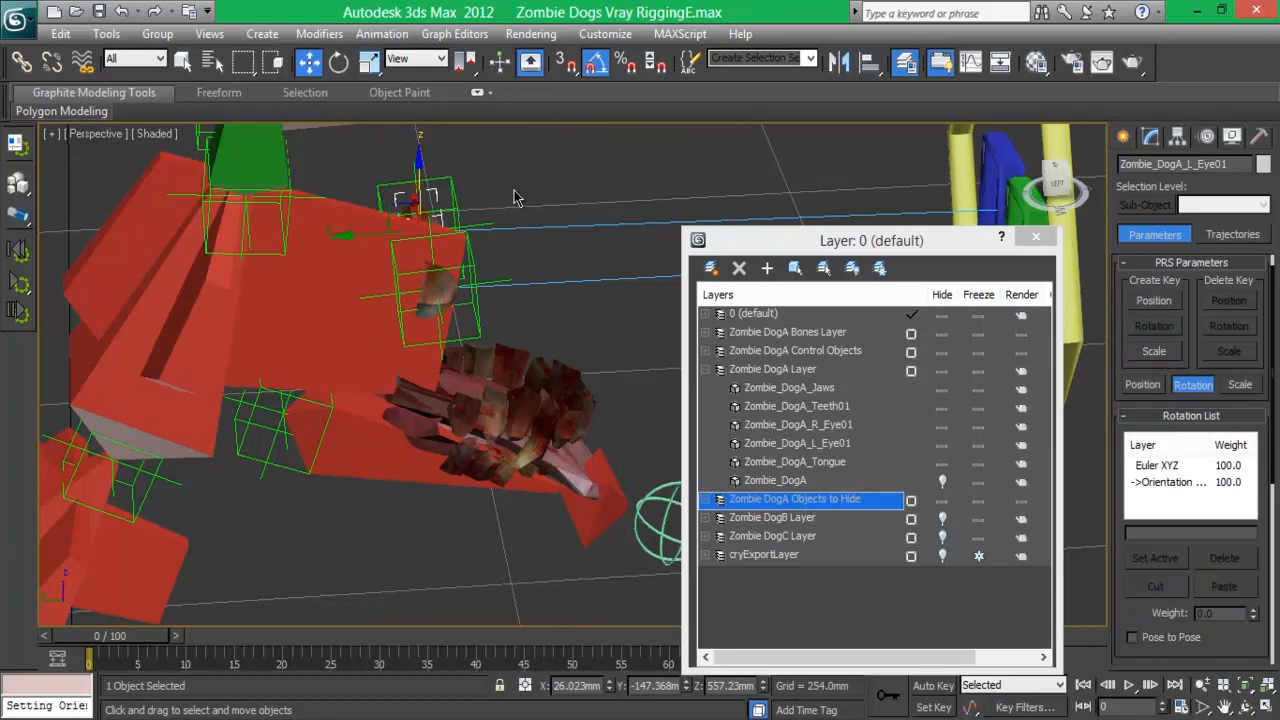 Autodesk 3ds Max 2012 Zombie Dogs Vray RiggingE.max
Type a keyword or phrase
Edit Tools Group Views Create Modifiers Animation Graph Editors Rendering Customize MAXScript Help
All View 3 Create Selection Se
Graphite Modeling Tools Freeform Selection Object Paint
Polygon Modeling
[ + ] [ Perspective ] [ Shaded ]
z
LEFT
Zombie_DogA_L_Eye01
Selection Level:
Sub-Object
Parameters Trajectories
PRS Parameters
Create Key Delete Key
Position Position
Rotation Rotation
Scale Scale
Position Rotation Scale
Rotation List
Layer Weight
Euler XYZ 100.0
->Orientation ... 100.0
Set Active Delete
Cut Paste
Weight: 0.0
Pose to Pose
Layer: 0 (default)
?
Layers Hide Freeze Render
0 (default)
Zombie DogA Bones Layer
Zombie DogA Control Objects
Zombie DogA Layer
Zombie_DogA_Jaws
Zombie_DogA_Teeth01
Zombie_DogA_R_Eye01
Zombie_DogA_L_Eye01
Zombie_DogA_Tongue
Zombie_DogA
Zombie DogA Objects to Hide
Zombie DogB Layer
Zombie DogC Layer
cryExportLayer
z
0 / 100
0 5 10 15 20 25 30 35 40 45 50 55 60
1 Object Selected X: 26.023mm Y: -147.368m Z: 557.23mm Grid = 254.0mm Auto Key Selected
Setting Orie Click and drag to select and move objects Add Time Tag Set Key Key Filters... 0